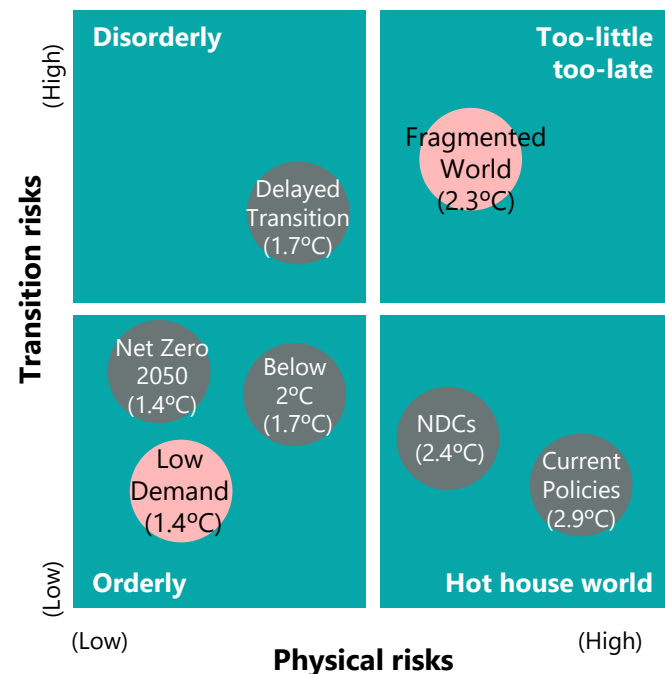 Disorderly
Too-little
too-late
(High)
Transition risks
Fragmented
World
(2.3ºC)
Delayed
Transition
(1.7ºC)
Net Zero
2050
(1.4ºC)
Below
2ºC
(1.7ºC)
NDCs
(2.4ºC)
Current
Policies
(2.9ºC)
Low
Demand
(1.4ºC)
Orderly
Hot house world
(Low)
(Low)
(High)
Physical risks